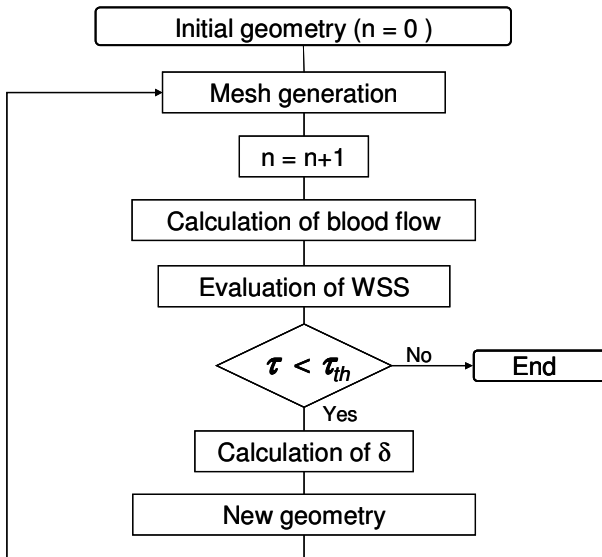 Initial geometry (n = 0 )
Mesh generation
n = n+1
Calculation of blood flow
Evaluation of WSS
τ < τth
No
End
Yes
Calculation of δ
New geometry